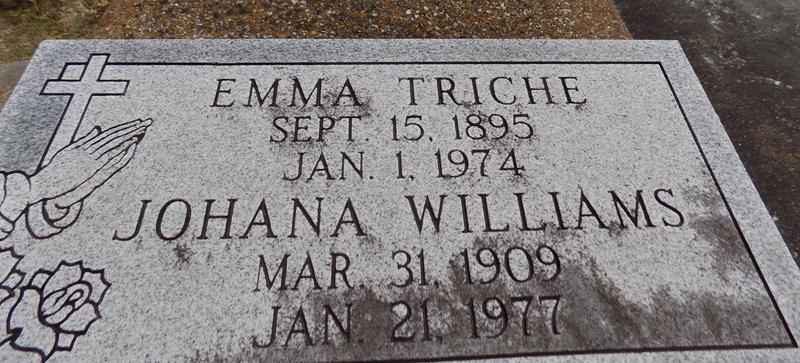 EMMA TRICHE
SEPT. 15, 1895
JAN. 1, 1974
JOHANA WILLIAMS
MAR. 31, 1909
JAN. 21, 1977